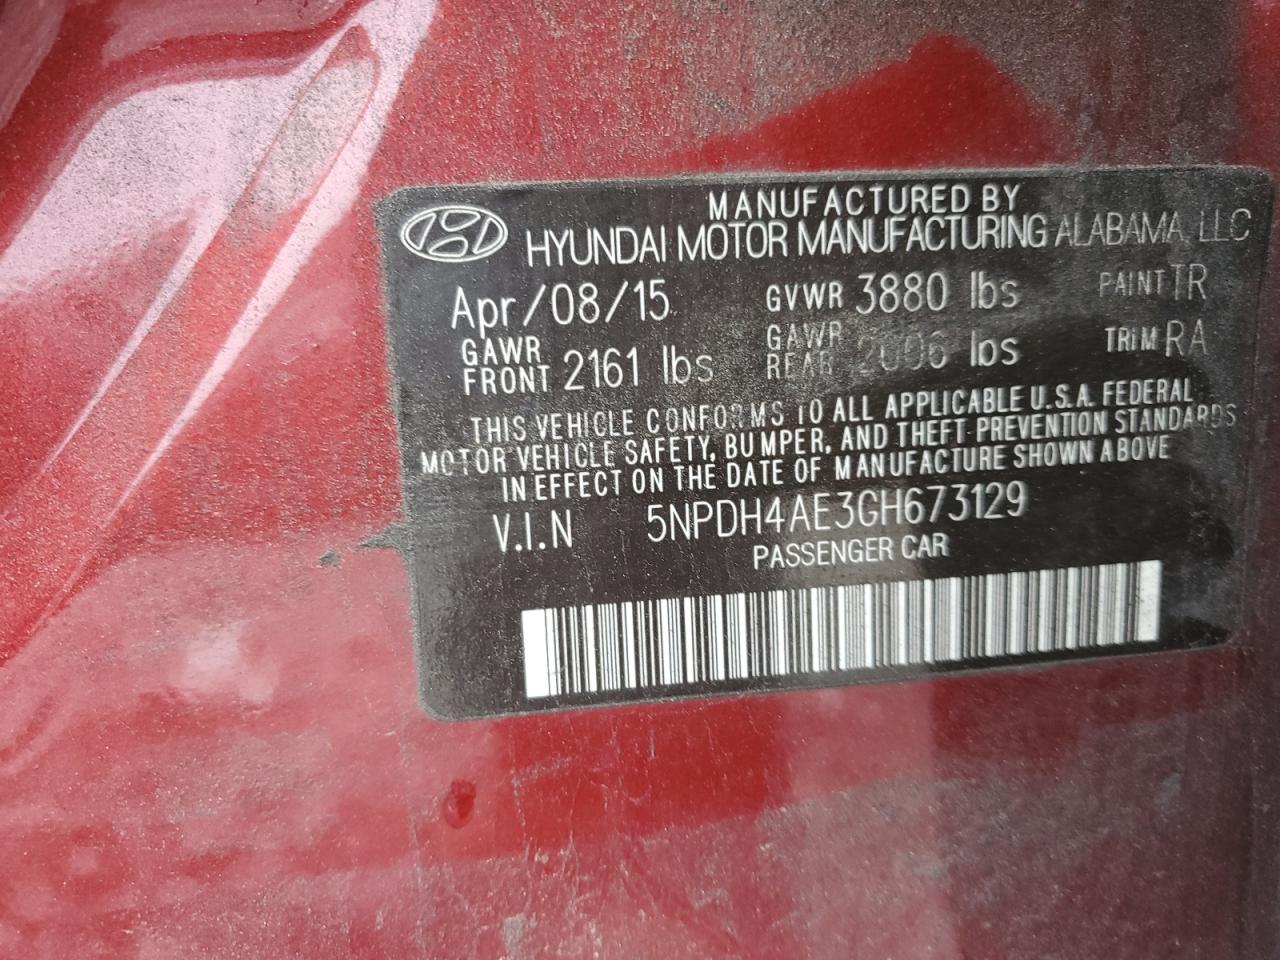 MANUFACTURED BY
HYUNDAI MOTOR MANUFACTURING ALABAMA, LLC
Apr/08/15 GVWR 3880 lbs PAINT TR
GAWR FRONT 2161 lbs GAWR REAR 2006 lbs TRIM RA
THIS VEHICLE CONFORMS TO ALL APPLICABLE U.S.A. FEDERAL
MOTOR VEHICLE SAFETY, BUMPER, AND THEFT PREVENTION STANDARDS
IN EFFECT ON THE DATE OF MANUFACTURE SHOWN ABOVE
V.I.N 5NPDH4AE3GH673129
PASSENGER CAR